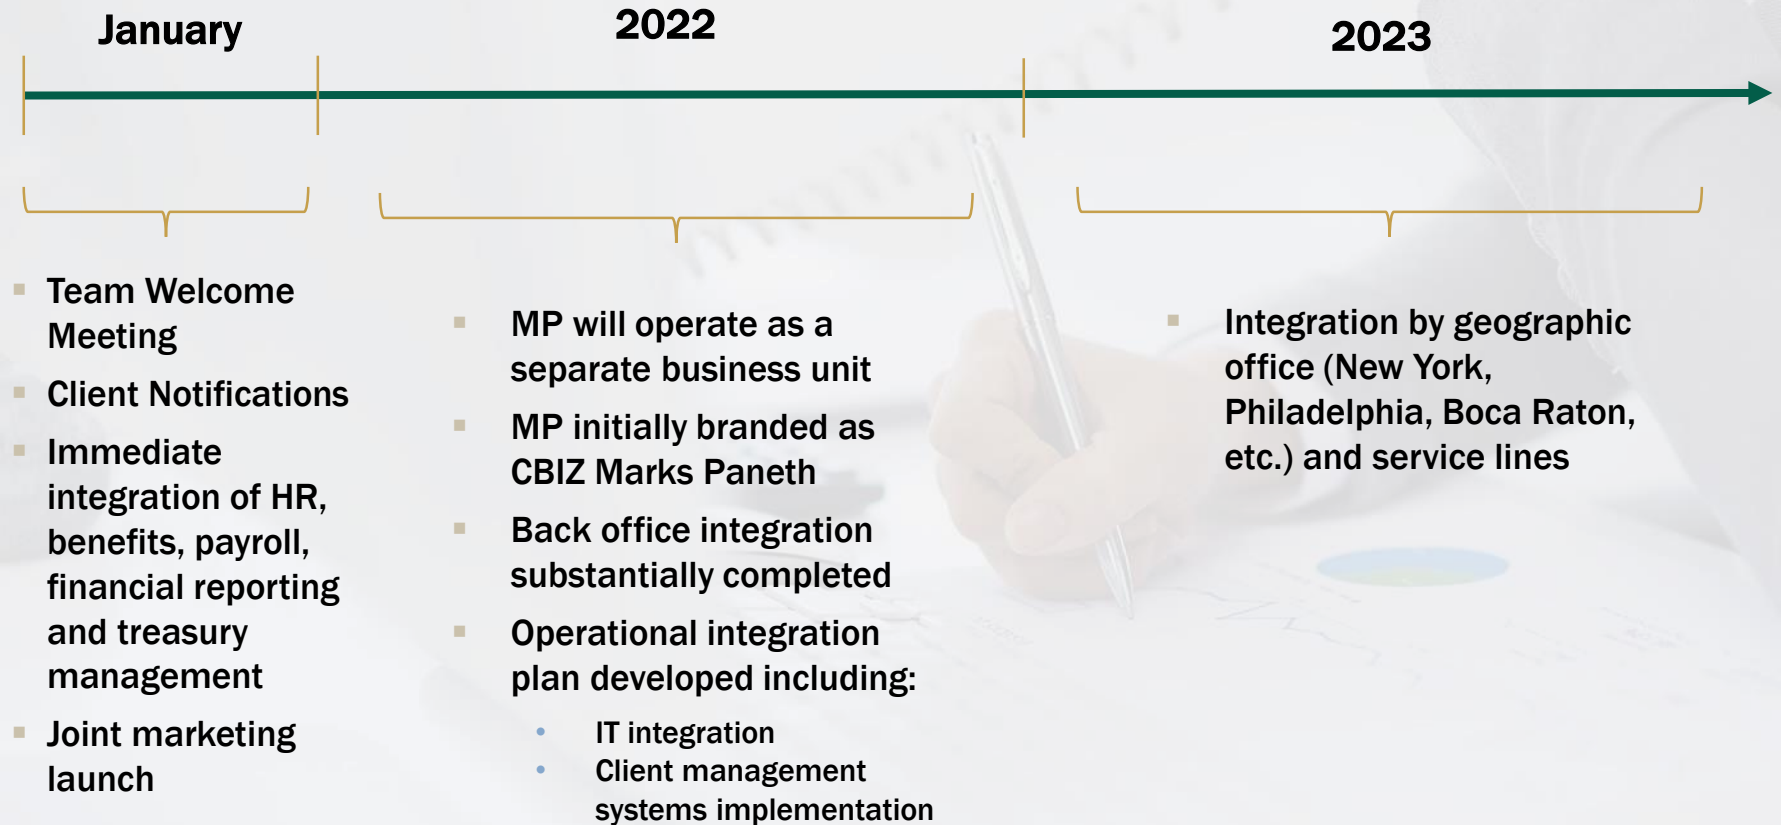 January
2022
2023
▪ Team Welcome
Meeting
▪ Client Notifications
▪ Immediate
integration of HR,
benefits, payroll,
financial reporting
and treasury
management
▪ Joint marketing
launch
▪ MP will operate as a
separate business unit
▪ MP initially branded as
CBIZ Marks Paneth
▪ Back office integration
substantially completed
▪ Operational integration
plan developed including:
• IT integration
• Client management
systems implementation
▪ Integration by geographic
office (New York,
Philadelphia, Boca Raton,
etc.) and service lines